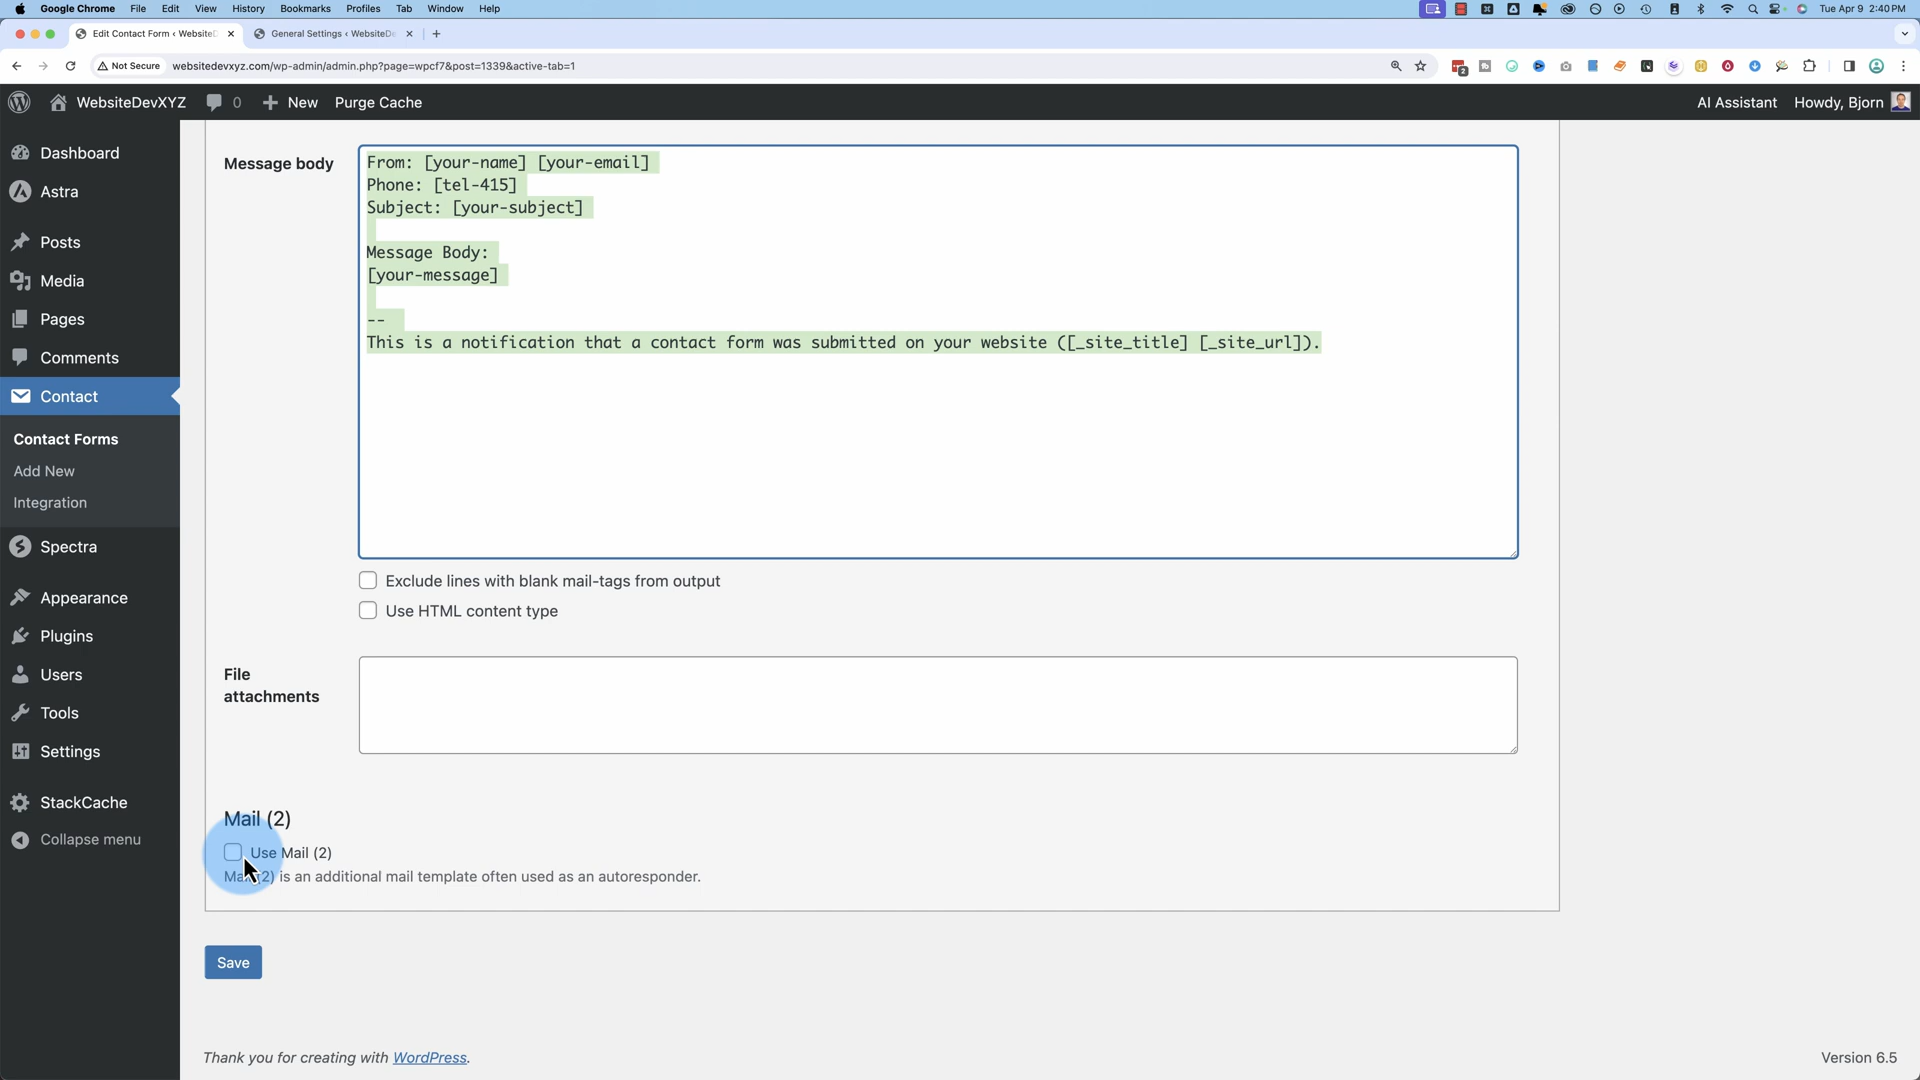 Google Chrome File Edit View History Bookmarks Profiles Tab Window Help Tue Apr 9 2:40 PM
Edit Contact Form ‹ WebsiteD General Settings ‹ WebsiteDe
Not Secure websitedevxyz.com/wp-admin/admin.php?page=wpcf7&post=1339&active-tab=1 2
WebsiteDevXYZ 0 New Purge Cache AI Assistant Howdy, Bjorn
Dashboard
Astra
Posts
Media
Pages
Comments
Contact
Contact Forms
Add New
Integration
Spectra
Appearance
Plugins
Users
Tools
Settings
StackCache
Collapse menu
Message body
From: [your-name] [your-email]
Phone: [tel-415]
Subject: [your-subject]
Message Body:
[your-message]
--
This is a notification that a contact form was submitted on your website ([_site_title] [_site_url]).
Exclude lines with blank mail-tags from output
Use HTML content type
File
attachments
Mail (2)
Use Mail (2)
Mail (2) is an additional mail template often used as an autoresponder.
Save
Thank you for creating with WordPress.
Version 6.5